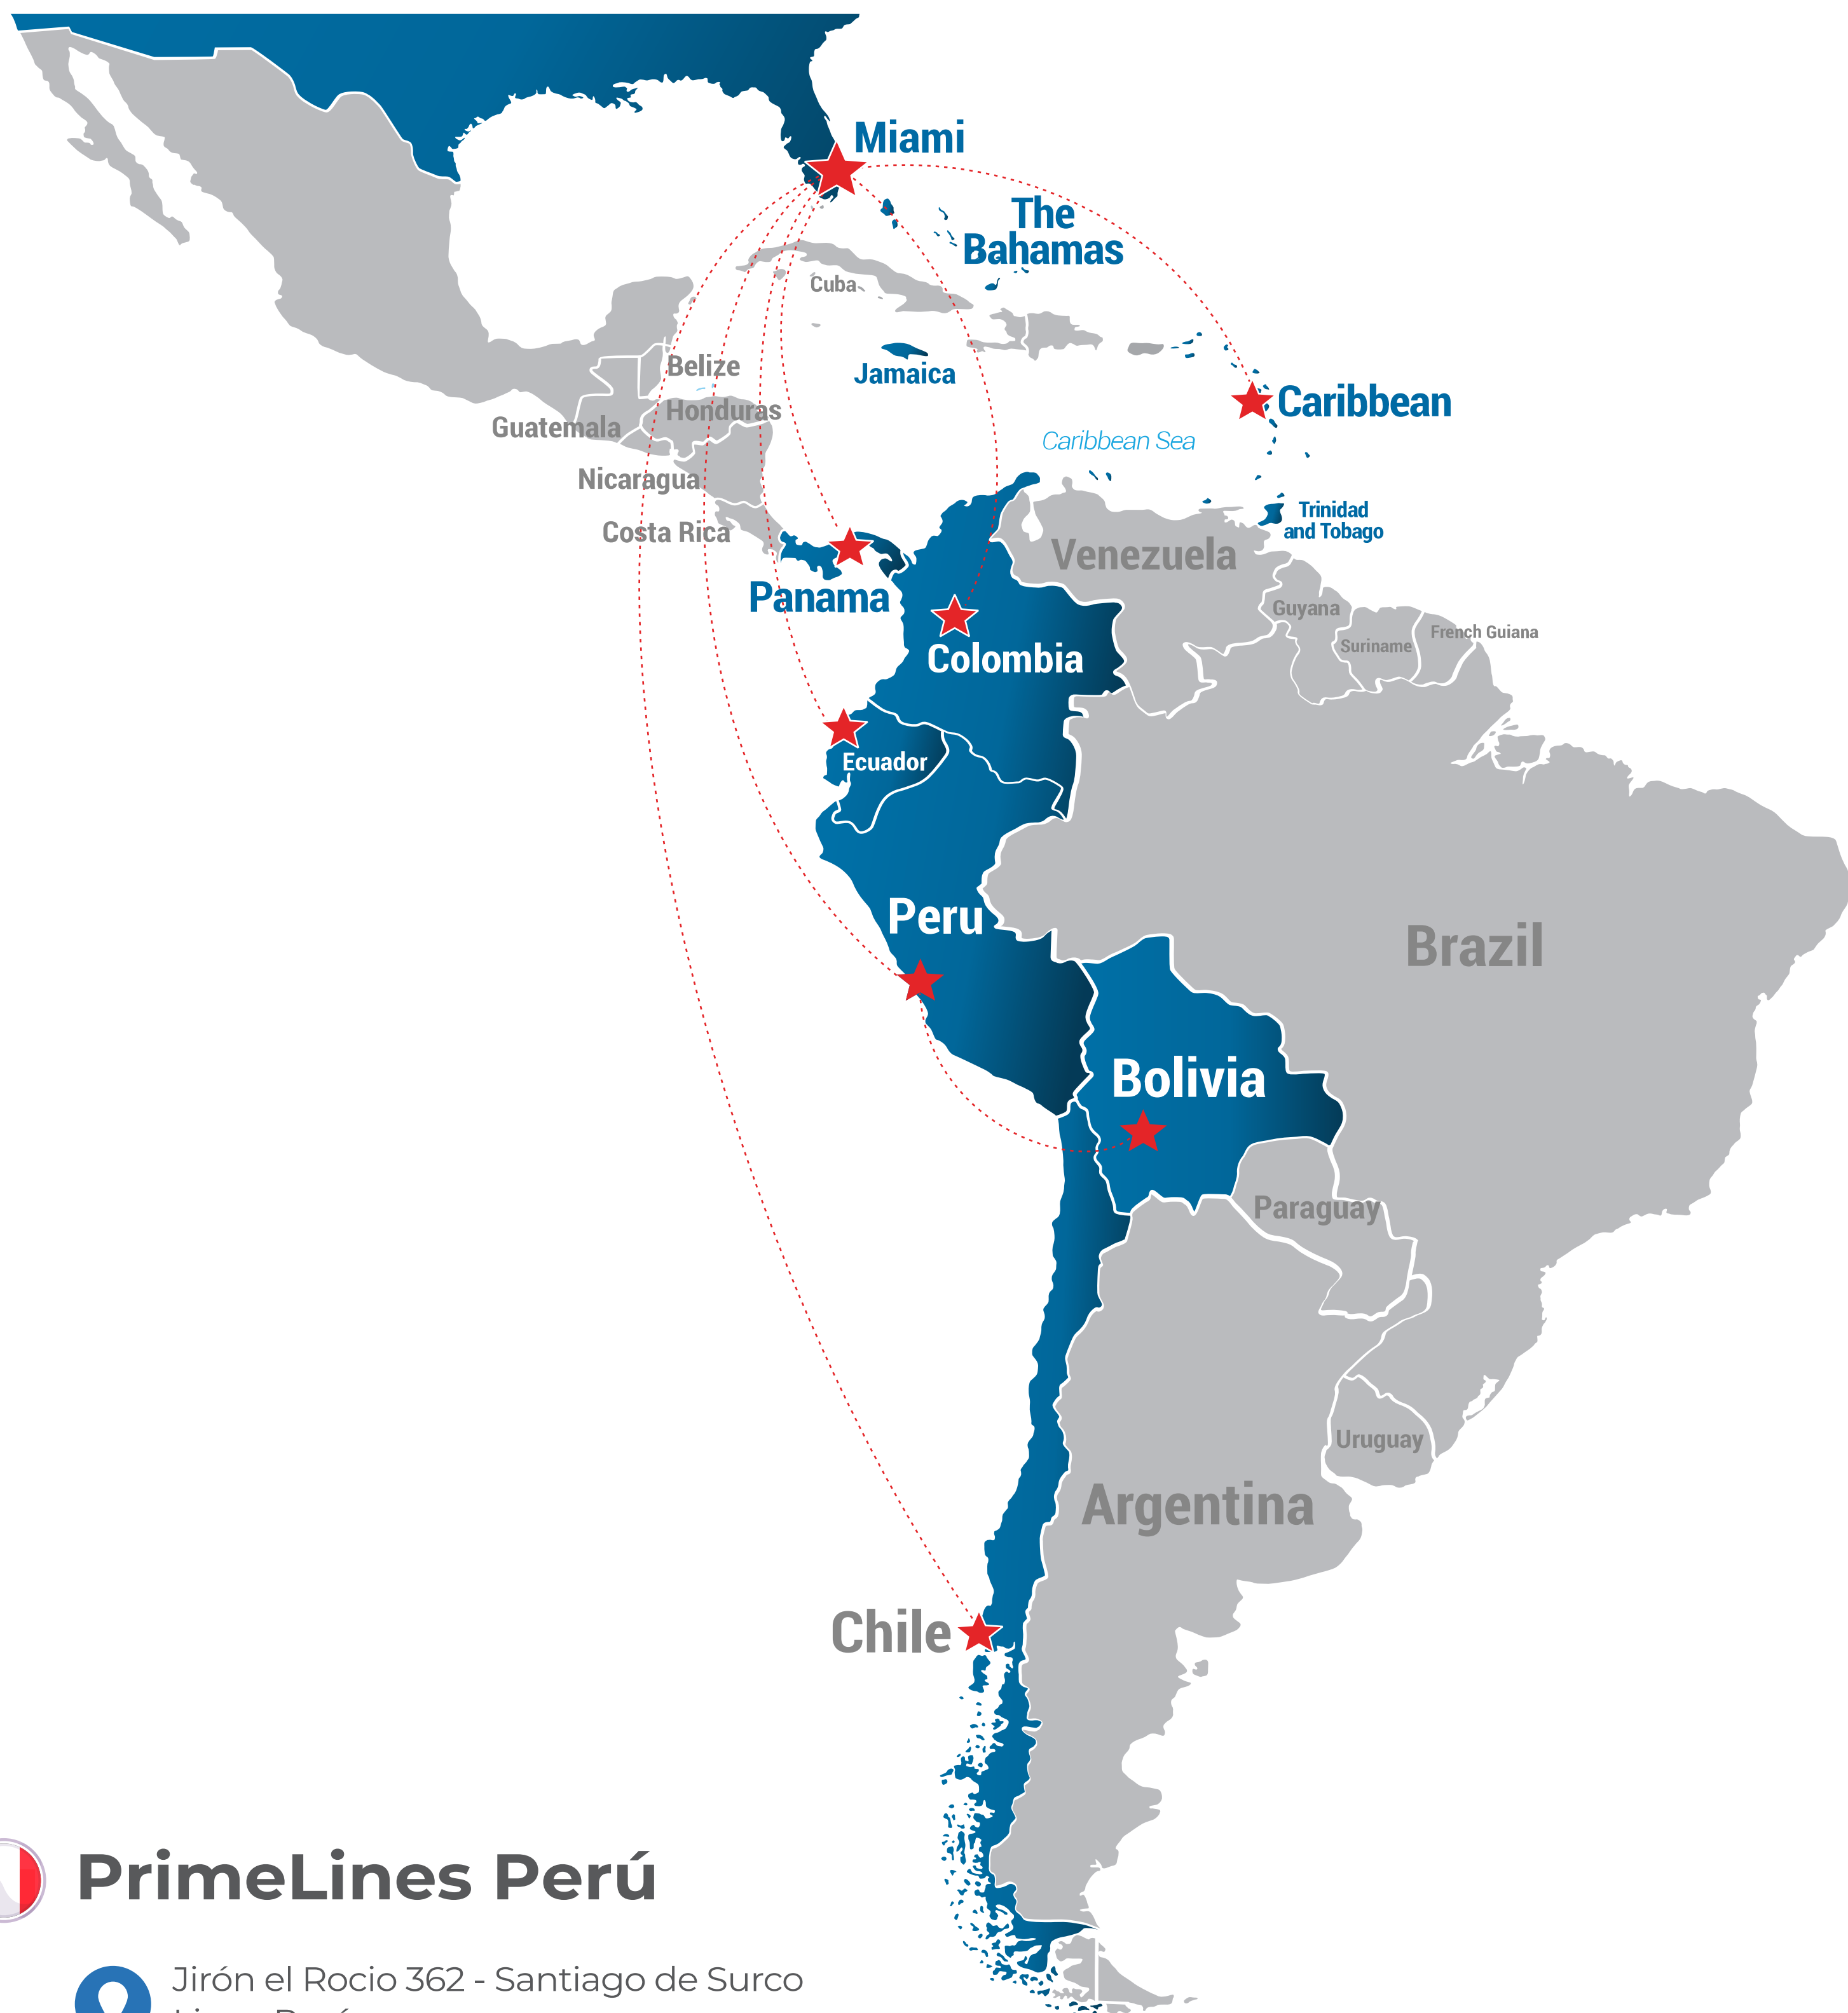 Miami
The
Bahamas
Cuba
Jamaica
Belize
Honduras
Guatemala
Nicaragua
Costa Rica
Caribbean
Caribbean Sea
Trinidad
and Tobago
Panama
Venezuela
Guyana
Suriname
French Guiana
Colombia
Ecuador
Peru
Brazil
Bolivia
Paraguay
Uruguay
Argentina
Chile
PrimeLines Perú
Jirón el Rocio 362 - Santiago de Surco